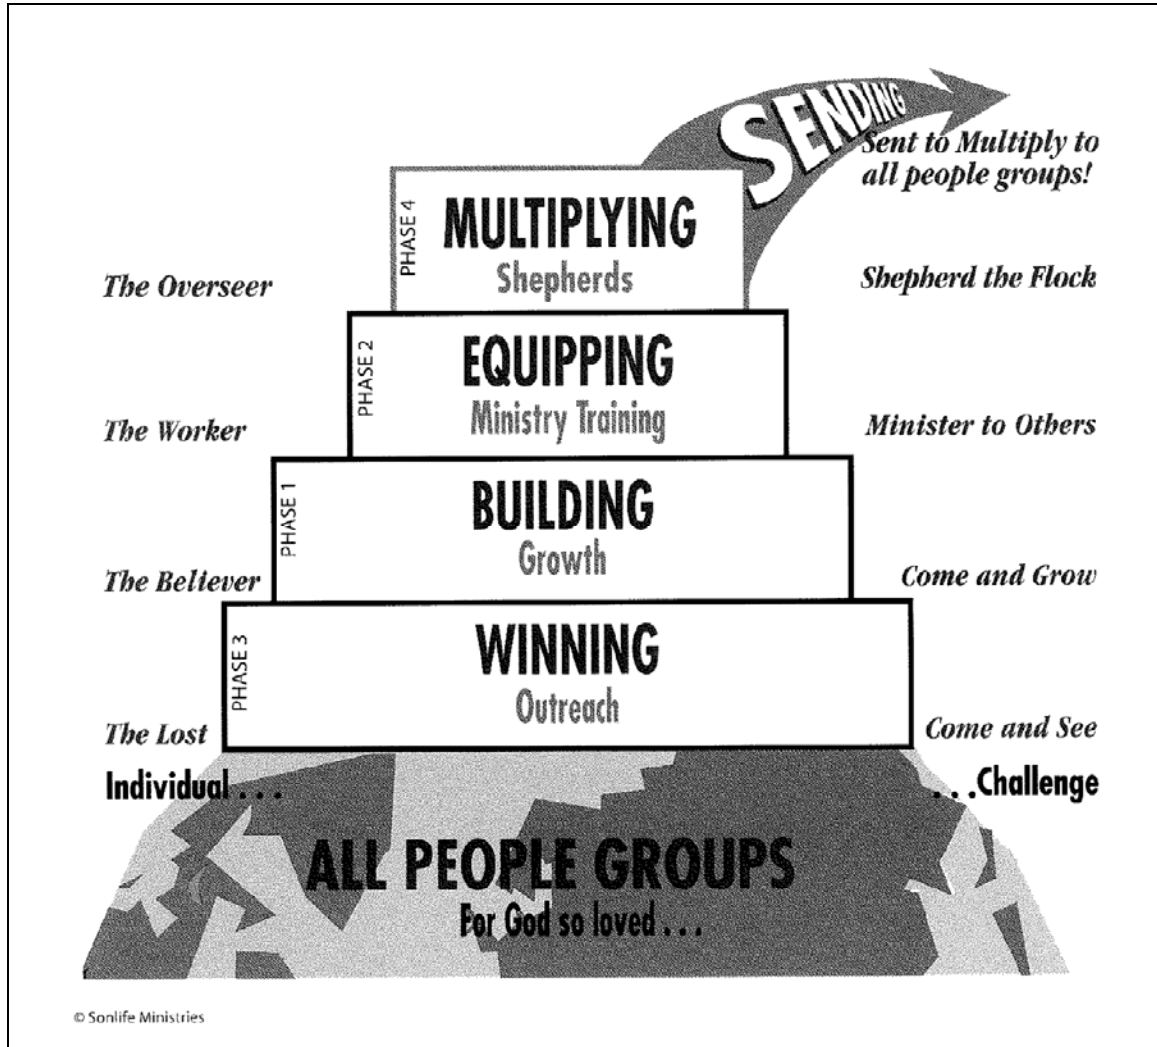 SENDING
Sent to Multiply to
all people groups!
PHASE 4
MULTIPLYING
Shepherds
The Overseer
Shepherd the Flock
PHASE 2
EQUIPPING
Ministry Training
The Worker
Minister to Others
PHASE 1
BUILDING
Growth
The Believer
Come and Grow
PHASE 3
WINNING
Outreach
The Lost
Come and See
Individual . . .
. . .Challenge
ALL PEOPLE GROUPS
For God so loved . . .
© Sonlife Ministries